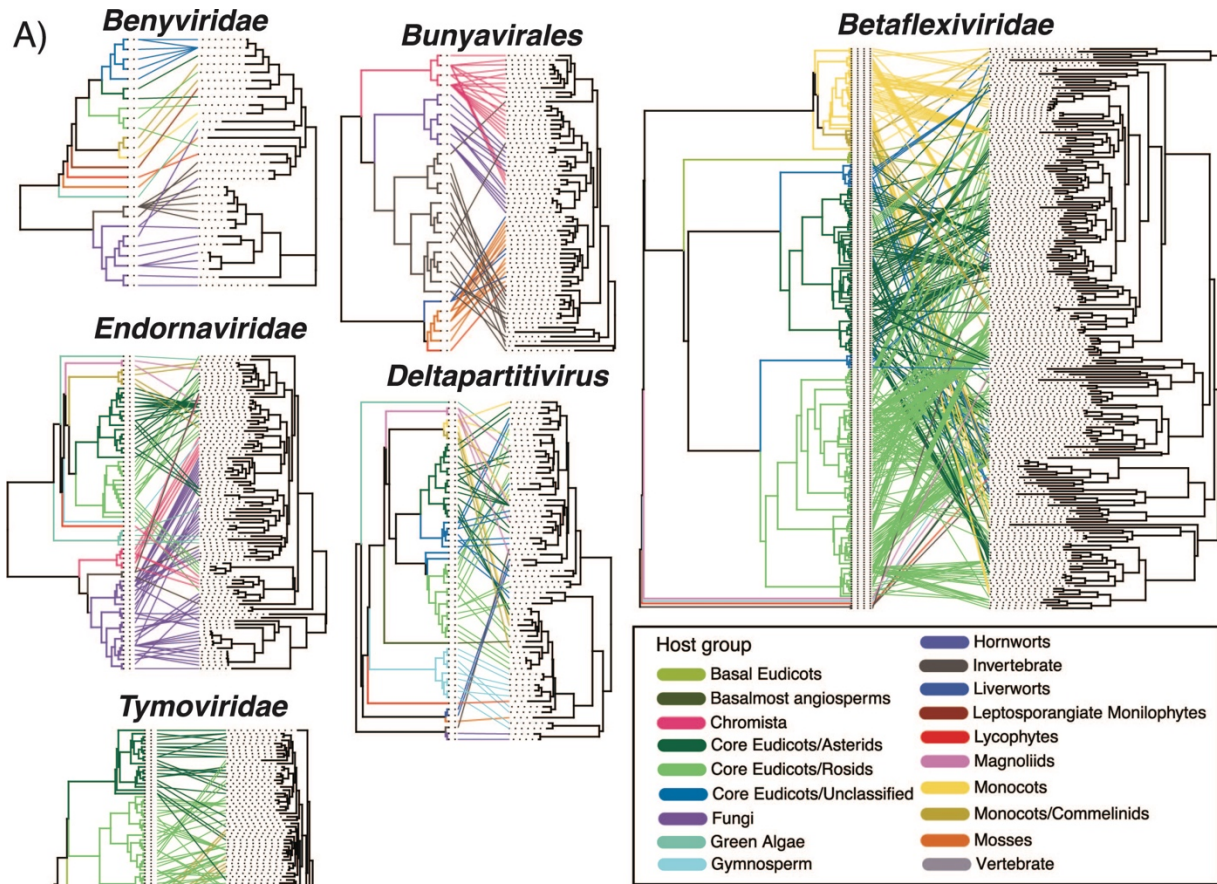 A)
Benyviridae
Bunyavirales
Betaflexiviridae
Endornaviridae
Deltapartitivirus
Tymoviridae
Host group
Basal Eudicots
Basalmost angiosperms
Chromista
Core Eudicots/Asterids
Core Eudicots/Rosids
Core Eudicots/Unclassified
Fungi
Green Algae
Gymnosperm
Hornworts
Invertebrate
Liverworts
Leptosporangiate Monilophytes
Lycophytes
Magnoliids
Monocots
Monocots/Commelinids
Mosses
Vertebrate